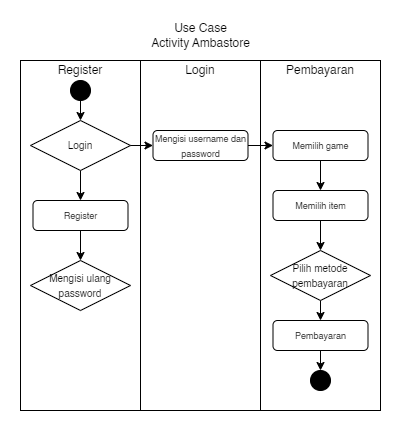 Use Case
Activity Ambastore
Register
Login
Pembayaran
Login
Mengisi username dan
password
Memilih game
Register
Memilih item
Mengisi ulang
password
Pilih metode
pembayaran
Pembayaran